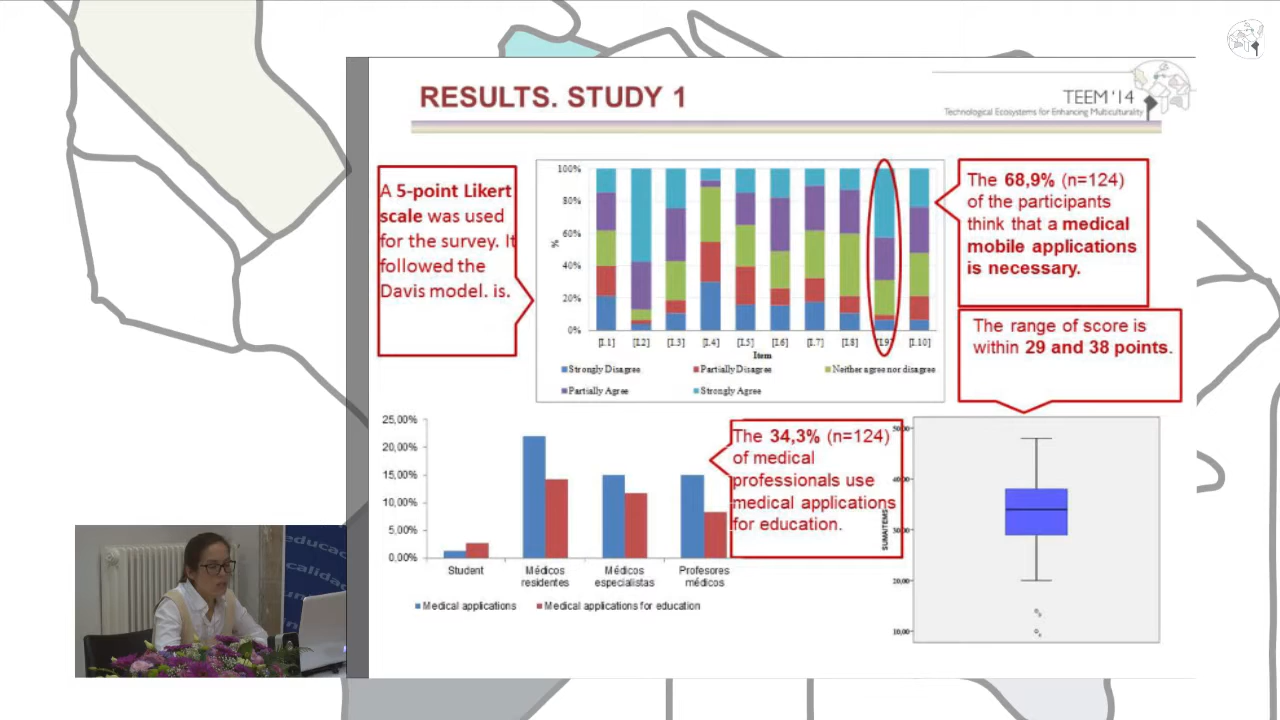 RESULTS. STUDY 1
TEEM '14
Technological Ecosystems for Enhancing Multiculturality
A 5-point Likert
scale was used
for the survey. It
followed the
Davis model. is.
100%
80%
60%
40%
20%
0%
%
[I.1]
[I.2]
[I.3]
[I.4]
[I.5]
[I.6]
[I.7]
[I.8]
[I.9]
[I.10]
Item
Strongly Disagree
Partially Disagree
Neither agree nor disagree
Partially Agree
Strongly Agree
The 68,9% (n=124)
of the participants
think that a medical
mobile applications
is necessary.
The range of score is
within 29 and 38 points.
25,00%
20,00%
15,00%
10,00%
5,00%
0,00%
Student
Médicos
residentes
Médicos
especialistas
Profesores
médicos
Medical applications
Medical applications for education
The 34,3% (n=124)
of medical
professionals use
medical applications
for education.
20,00
10,00
SUMAITEMS
educac
calidad